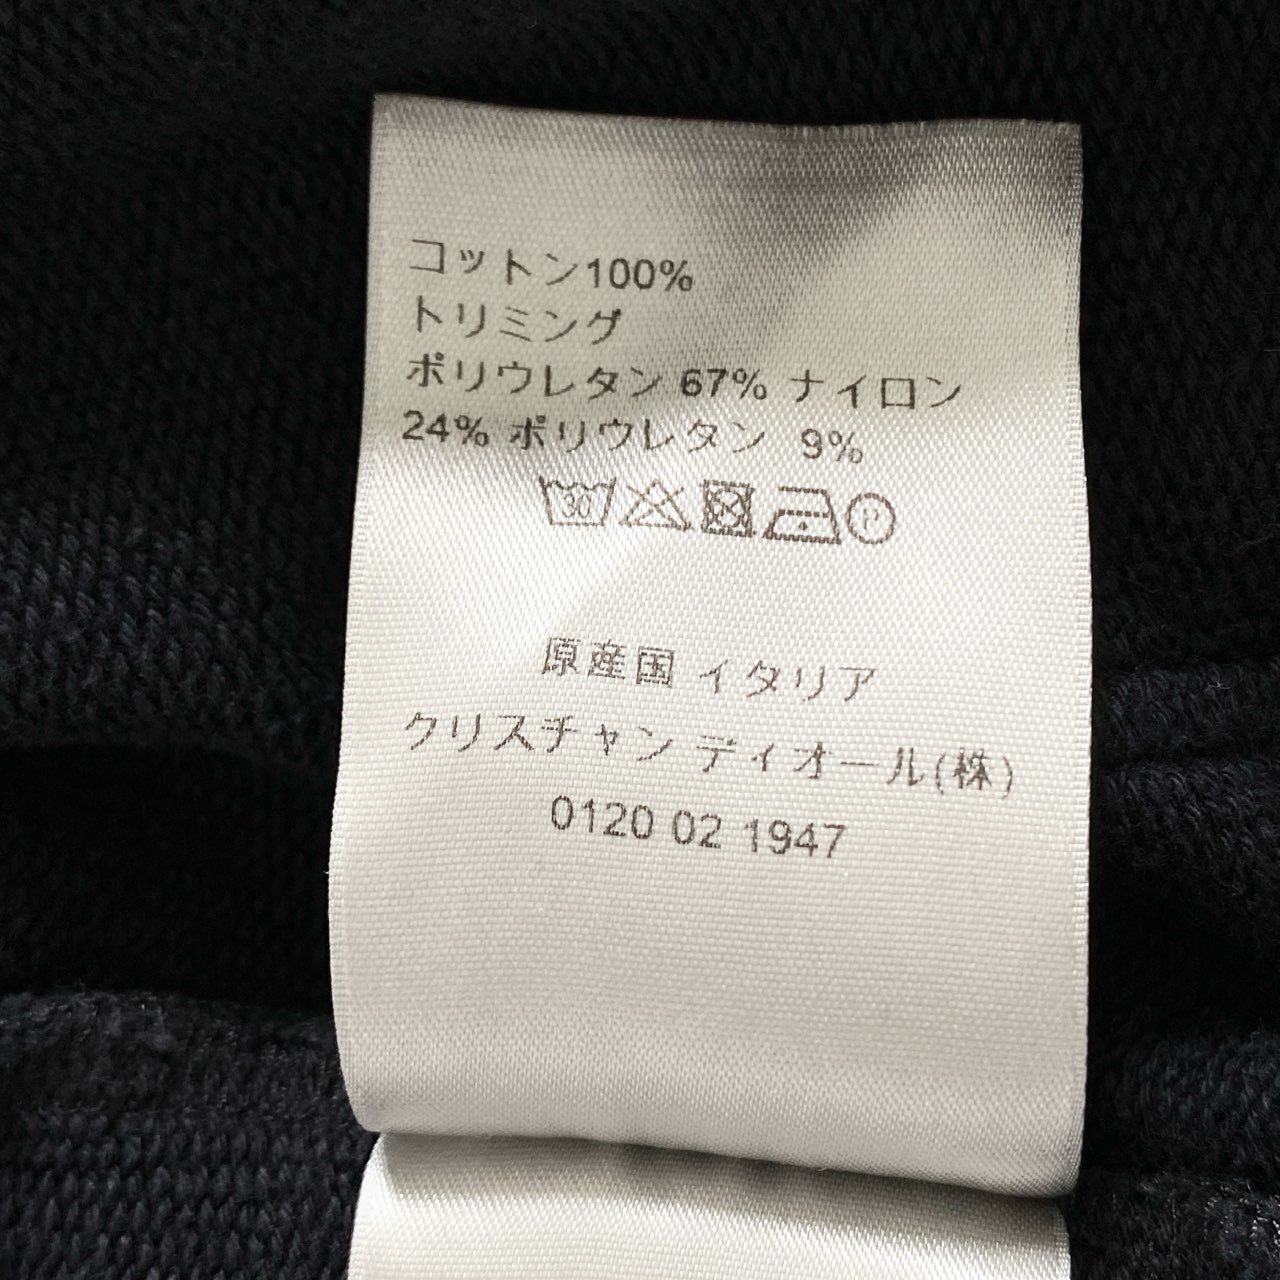 コットン100%
トリミング
ポリウレタン 67% ナイロン
24% ポリウレタン 9%
30 P
原産国 イタリア
クリスチャン ディオール(株)
0120 02 1947